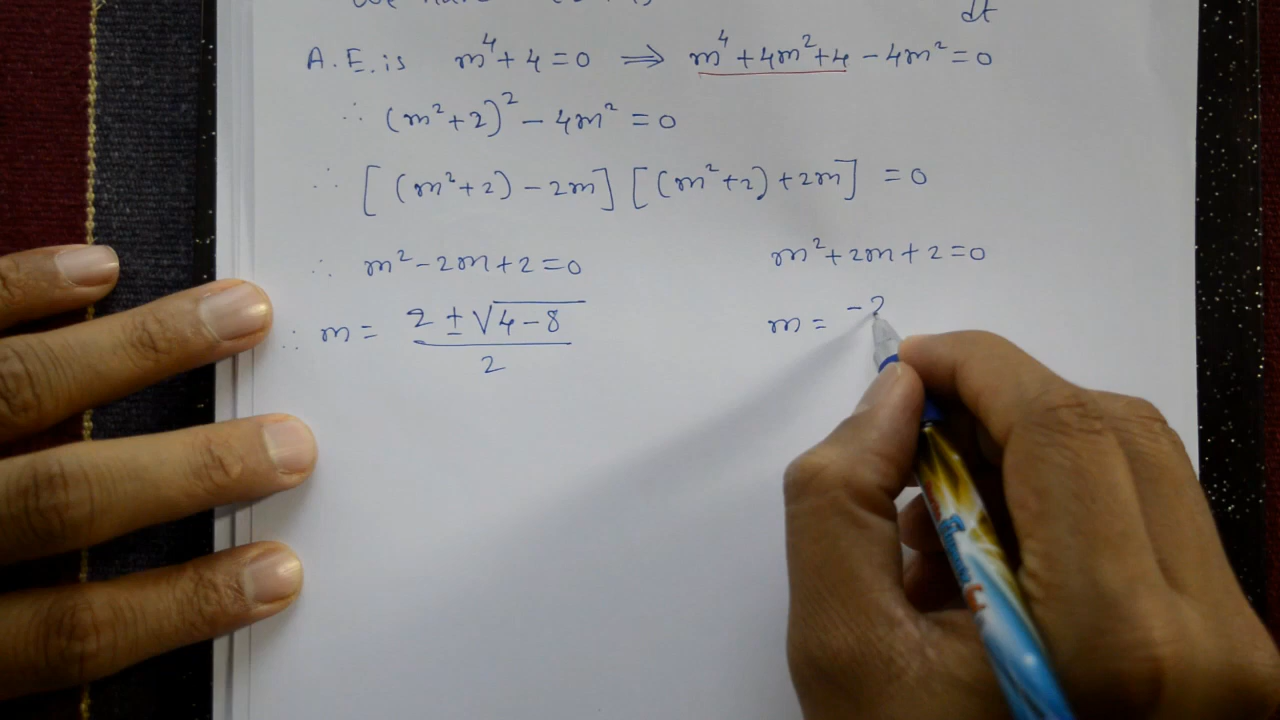 dt
A.E. is m⁴ + 4 = 0 ⟹ m⁴ + 4m² + 4 - 4m² = 0
∴ (m² + 2)² - 4m² = 0
∴ [(m² + 2) - 2m] [(m² + 2) + 2m] = 0
∴ m² - 2m + 2 = 0 m² + 2m + 2 = 0
∴ m = (2 ± √(4 - 8)) / 2 m = -2